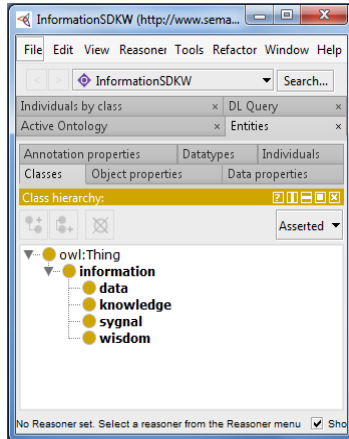 InformationSDKW (http://www.sema...
File Edit View Reasoner Tools Refactor Window Help
< > InformationSDKW Search...
Individuals by class × DL Query ×
Active Ontology × Entities ×
Annotation properties Datatypes Individuals
Classes Object properties Data properties
Class hierarchy:
Asserted
owl:Thing
information
data
knowledge
sygnal
wisdom
No Reasoner set. Select a reasoner from the Reasoner menu Sho